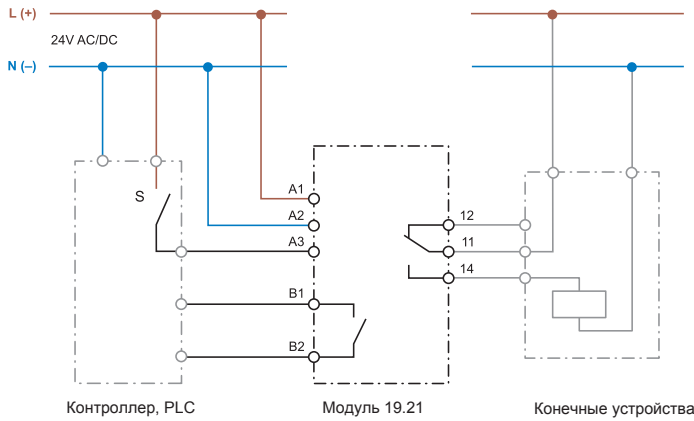 L (+)
24V AC/DC
N (–)
S
A1
A2
A3
B1
B2
12
11
14
Контроллер, PLC
Модуль 19.21
Конечные устройства